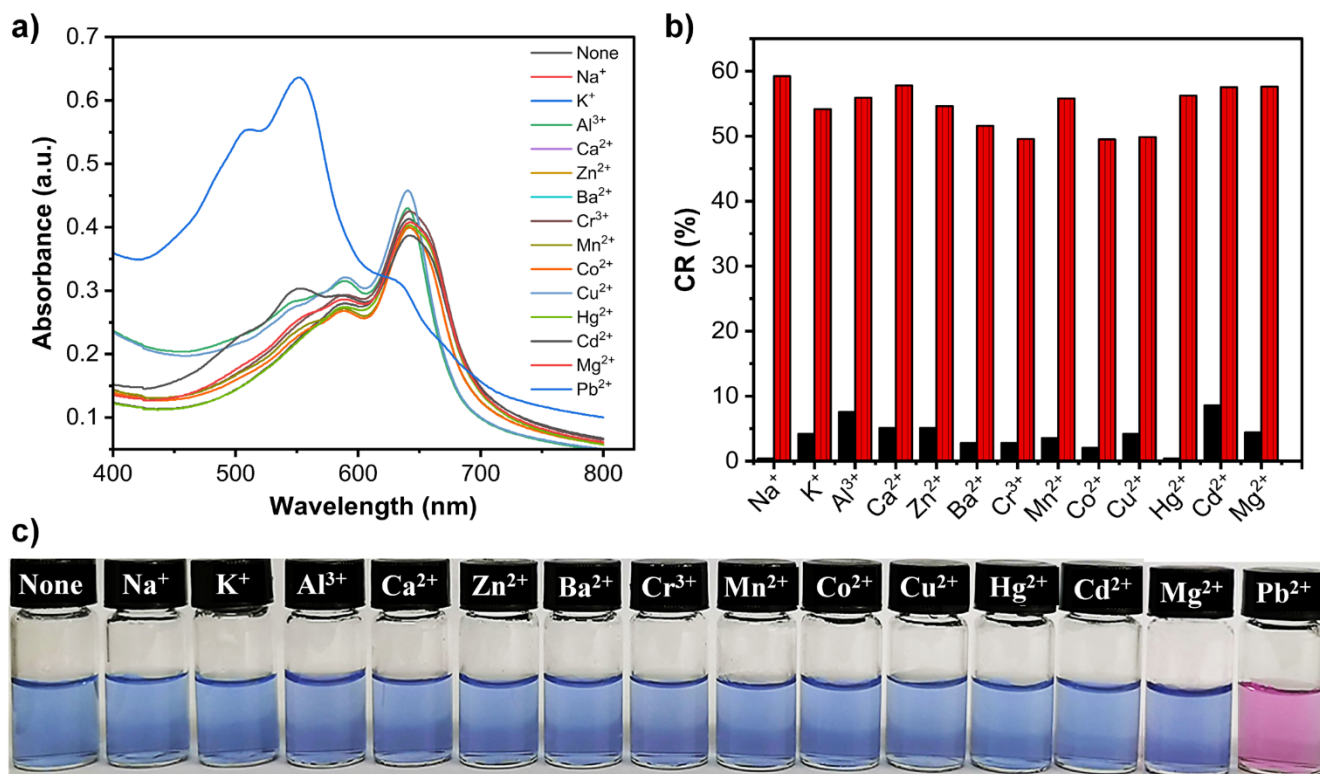 a)
0.7
0.6
0.5
0.4
0.3
0.2
0.1
Absorbance (a.u.)
400
500
600
700
800
Wavelength (nm)
None
Na⁺
K⁺
Al³⁺
Ca²⁺
Zn²⁺
Ba²⁺
Cr³⁺
Mn²⁺
Co²⁺
Cu²⁺
Hg²⁺
Cd²⁺
Mg²⁺
Pb²⁺
b)
60
50
40
30
20
10
0
CR (%)
Na⁺
K⁺
Al³⁺
Ca²⁺
Zn²⁺
Ba²⁺
Cr³⁺
Mn²⁺
Co²⁺
Cu²⁺
Hg²⁺
Cd²⁺
Mg²⁺
c)
None Na⁺ K⁺ Al³⁺ Ca²⁺ Zn²⁺ Ba²⁺ Cr³⁺ Mn²⁺ Co²⁺ Cu²⁺ Hg²⁺ Cd²⁺ Mg²⁺ Pb²⁺